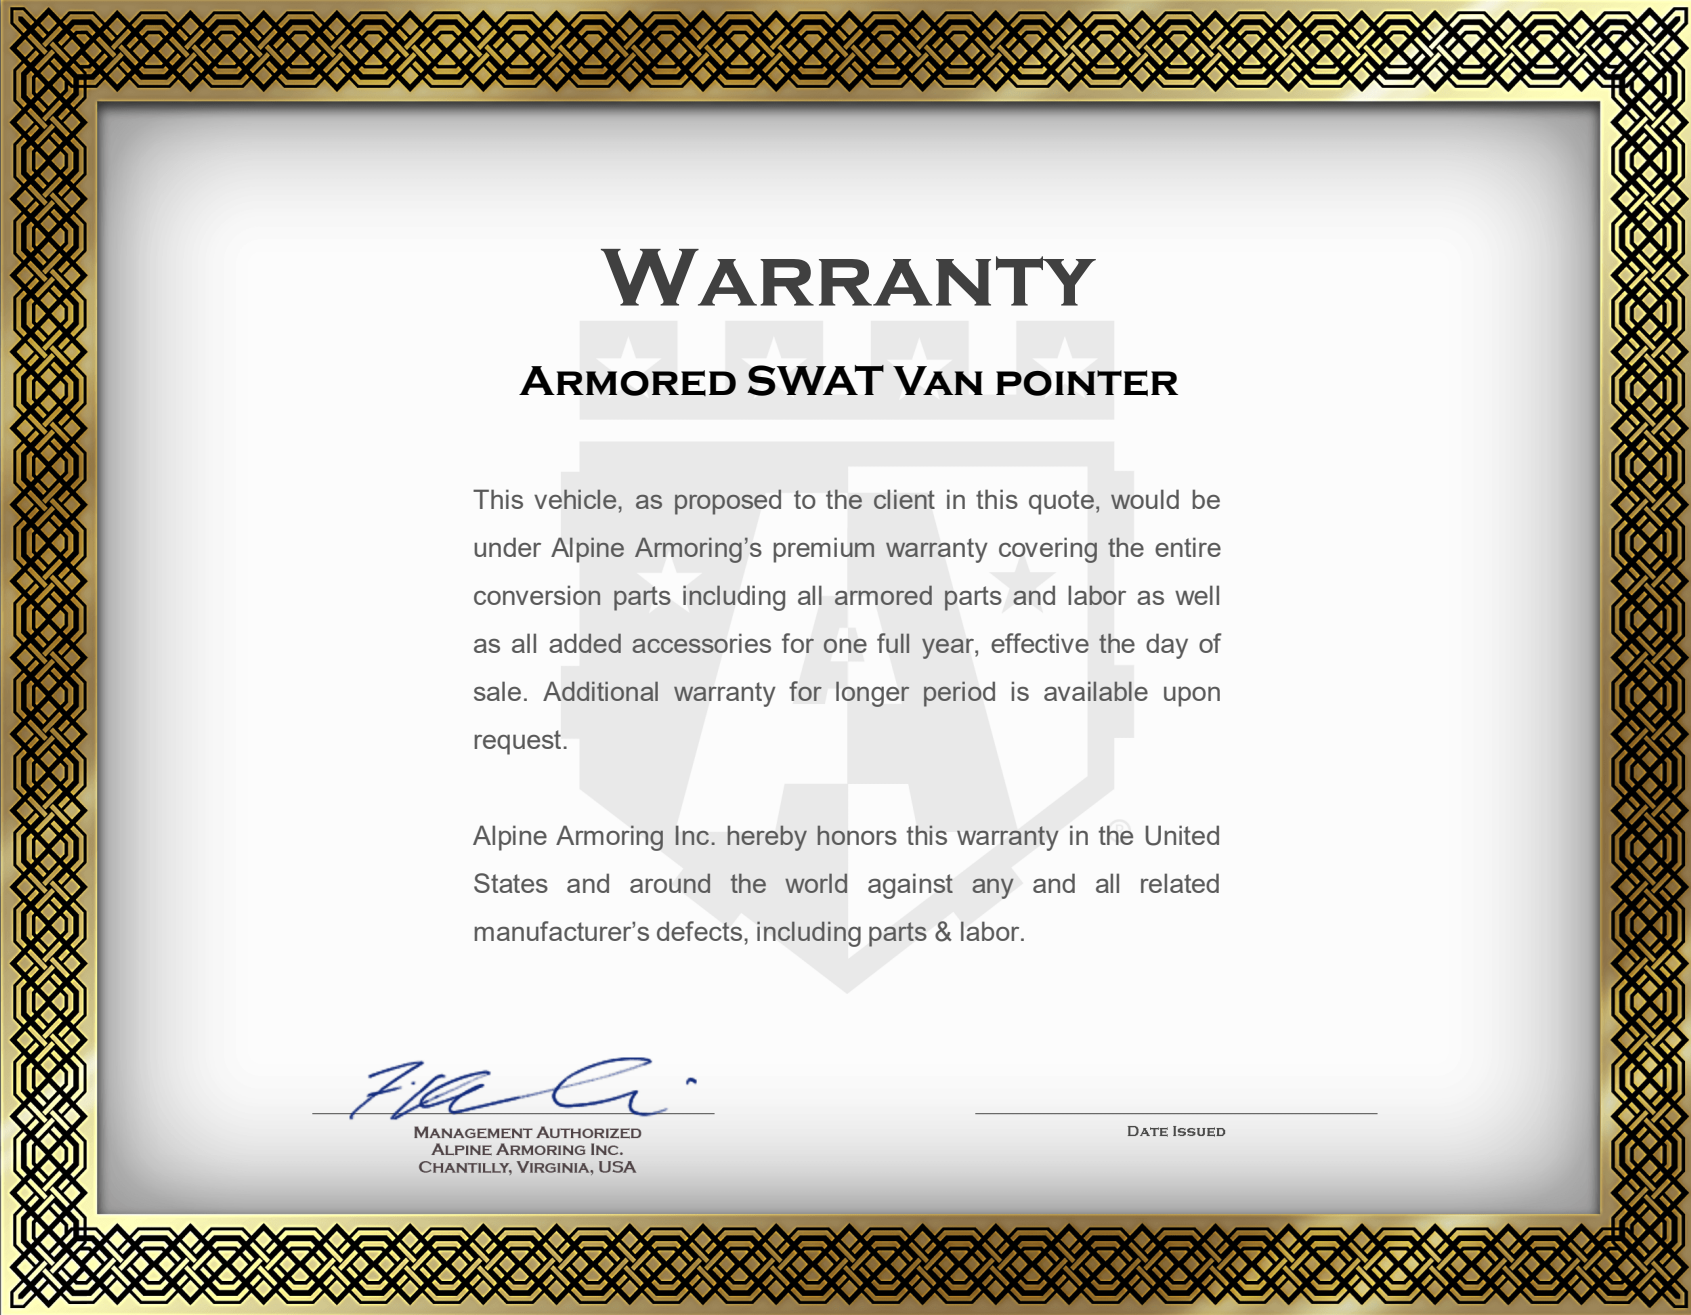 WARRANTY
ARMORED SWAT VAN POINTER
This vehicle, as proposed to the client in this quote, would be
under Alpine Armoring’s premium warranty covering the entire
conversion parts including all armored parts and labor as well
as all added accessories for one full year, effective the day of
sale. Additional warranty for longer period is available upon
request.
Alpine Armoring Inc. hereby honors this warranty in the United
States and around the world against any and all related
manufacturer’s defects, including parts & labor.
MANAGEMENT AUTHORIZED
ALPINE ARMORING INC.
CHANTILLY, VIRGINIA, USA
DATE ISSUED